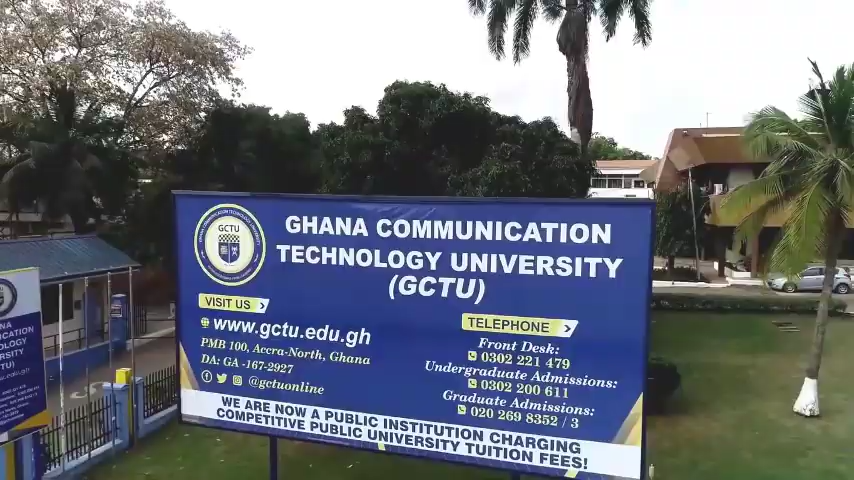 GCTU
GHANA COMMUNICATION
TECHNOLOGY UNIVERSITY
(GCTU)
VISIT US
www.gctu.edu.gh
PMB 100, Accra-North, Ghana
DA: GA -167-2927
@gctuonline
TELEPHONE
Front Desk:
0302 221 479
Undergraduate Admissions:
0302 200 611
Graduate Admissions:
020 269 8352 / 3
WE ARE NOW A PUBLIC INSTITUTION CHARGING
COMPETITIVE PUBLIC UNIVERSITY TUITION FEES!